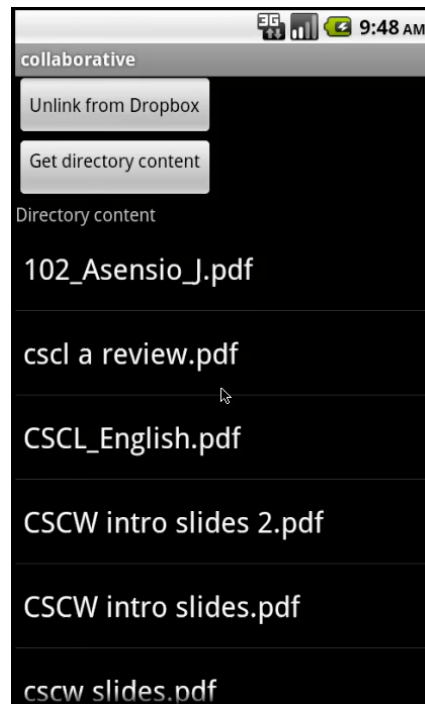 3G 9:48 AM
collaborative
Unlink from Dropbox
Get directory content
Directory content
102_Asensio_J.pdf
cscl a review.pdf
CSCL_English.pdf
CSCW intro slides 2.pdf
CSCW intro slides.pdf
cscw slides.pdf